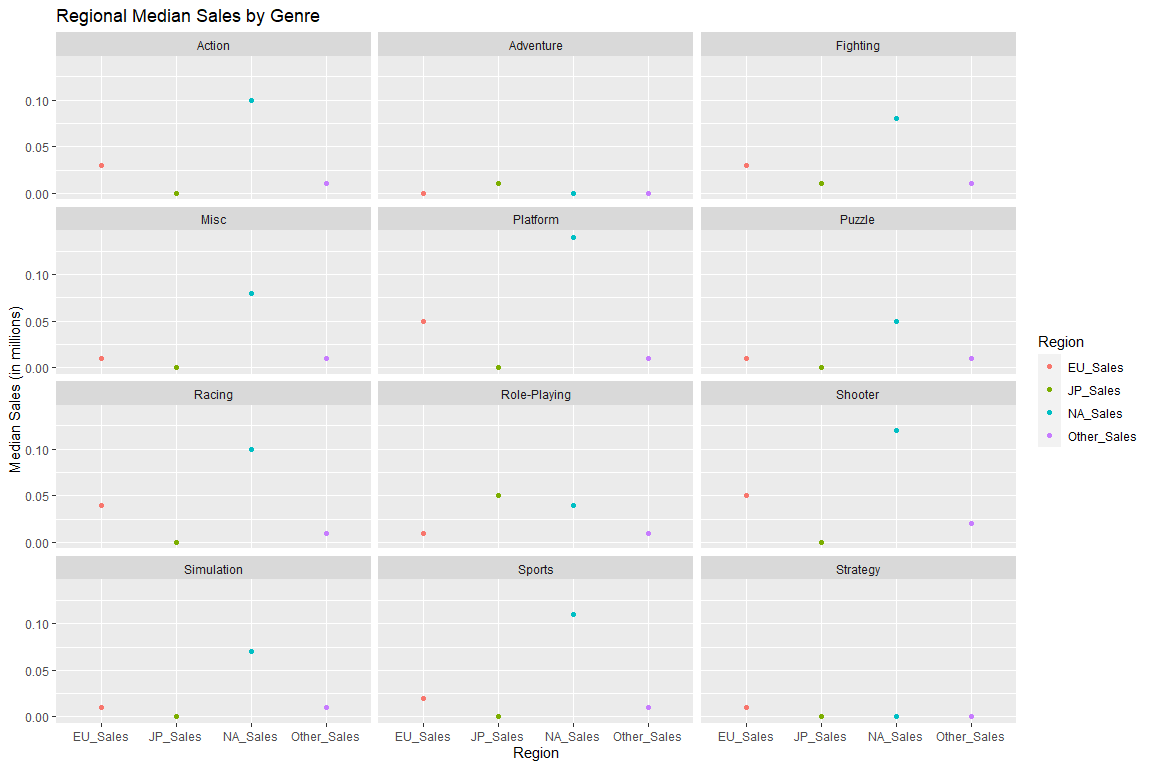 Regional Median Sales by Genre
Action Adventure Fighting
0.10
0.05
0.00
Misc Platform Puzzle
0.10
0.05
0.00
Racing Role-Playing Shooter
0.10
0.05
0.00
Simulation Sports Strategy
0.10
0.05
0.00
EU_Sales JP_Sales NA_Sales Other_Sales EU_Sales JP_Sales NA_Sales Other_Sales EU_Sales JP_Sales NA_Sales Other_Sales
Region
Median Sales (in millions)
Region
EU_Sales
JP_Sales
NA_Sales
Other_Sales